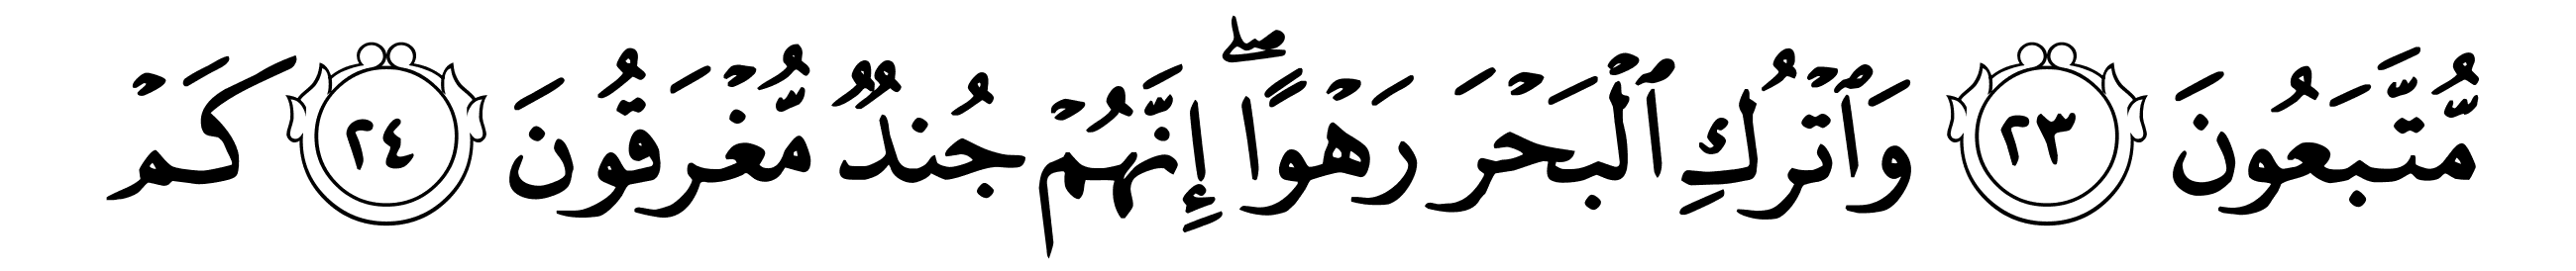 مُّتَّبَعُونَ ٢٣ وَٱتْرُكِ ٱلْبَحْرَ رَهْوًاۖ إِنَّهُمْ جُندٌ مُّغْرَقُونَ ٢٤ كَمْ